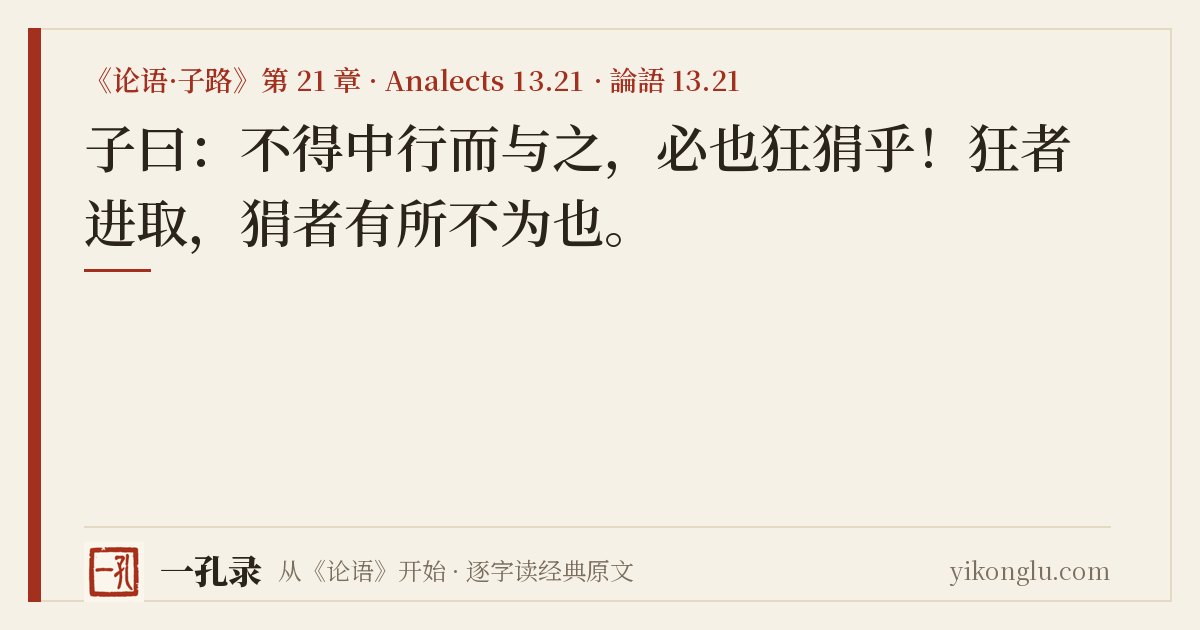 《论语·子路》第 21 章 · Analects 13.21 · 論語 13.21
子曰：不得中行而与之，必也狂狷乎！狂者
进取，狷者有所不为也。
一孔
一孔录 从《论语》开始 · 逐字读经典原文 yikonglu.com